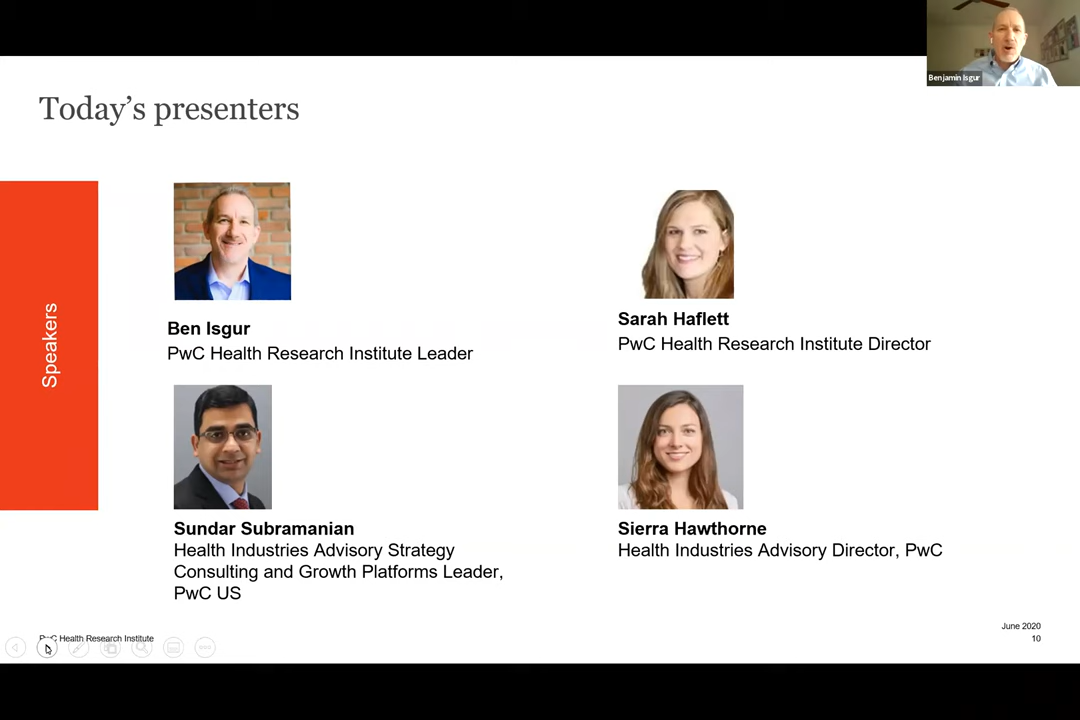 Benjamin Isgur
Today's presenters
Speakers
Ben Isgur
PwC Health Research Institute Leader
Sarah Haflett
PwC Health Research Institute Director
Sundar Subramanian
Health Industries Advisory Strategy
Consulting and Growth Platforms Leader,
PwC US
Sierra Hawthorne
Health Industries Advisory Director, PwC
PwC Health Research Institute
June 2020
10